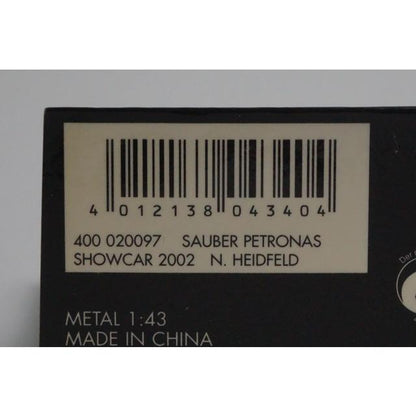 4 012138 043404
400 020097 SAUBER PETRONAS
SHOWCAR 2002 N. HEIDFELD
METAL 1:43
MADE IN CHINA